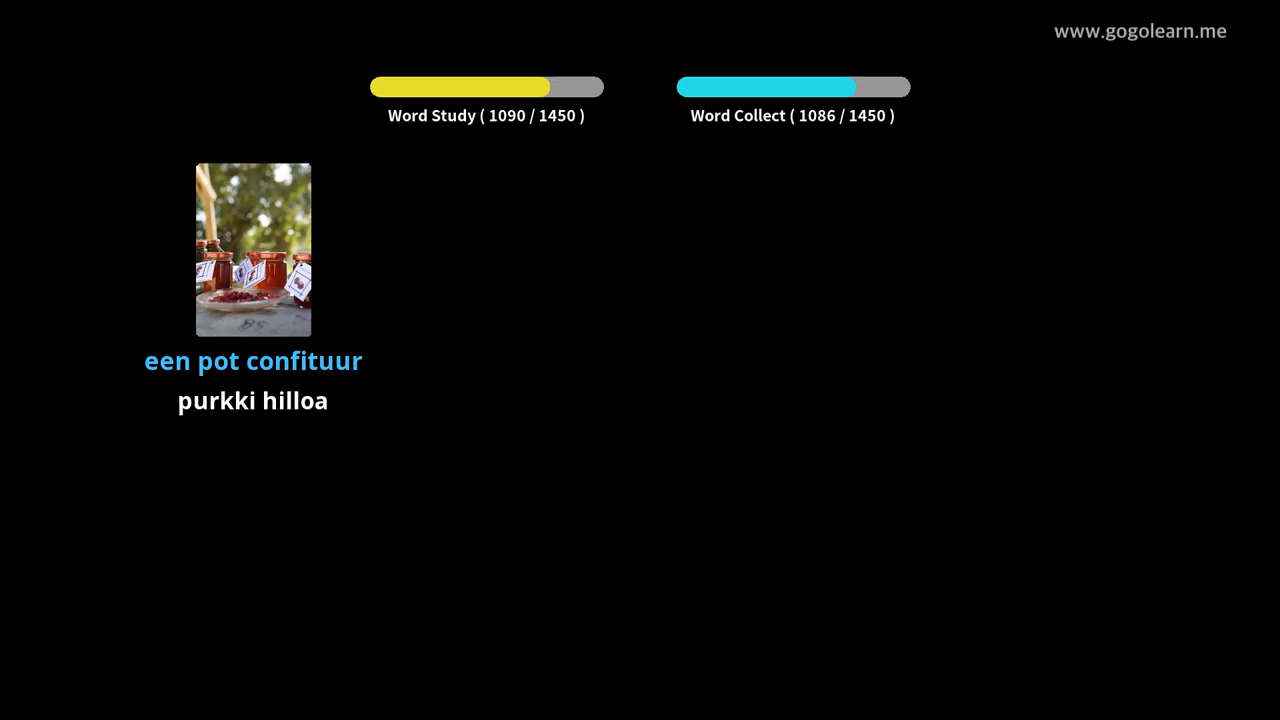 www.gogolearn.me
Word Study ( 1090 / 1450 )
Word Collect ( 1086 / 1450 )
een pot confituur
purkki hilloa